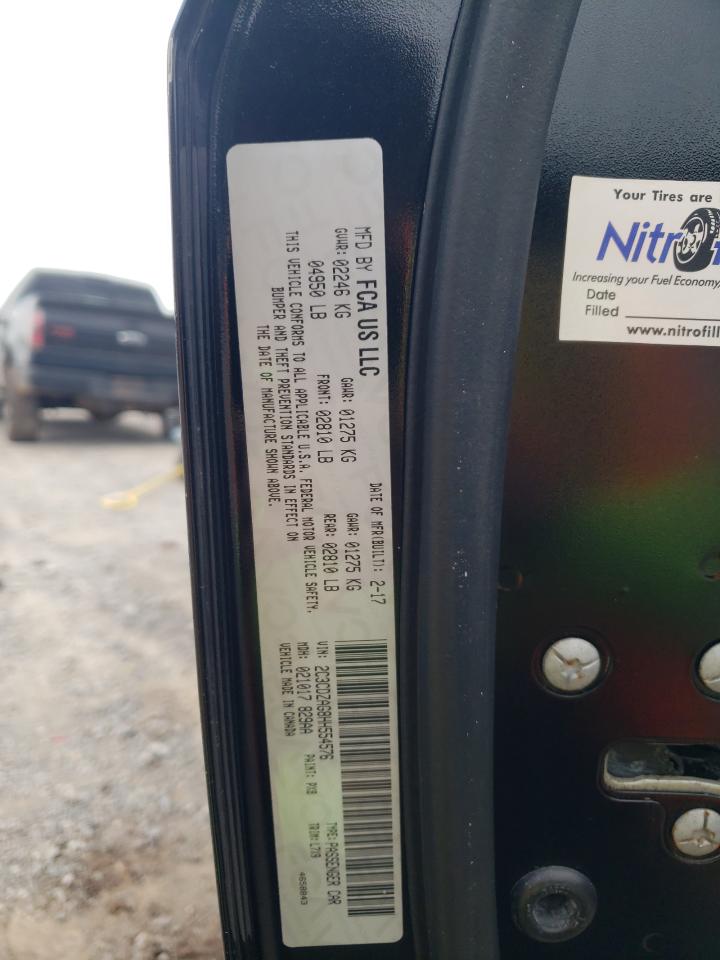 MFD BY FCA US LLC
DATE OF MFR(BUILT): 2-17
GVWR: 02246 KG
GAWR: 01275 KG
GAWR: 01275 KG
04950 LB
FRONT: 02810 LB
REAR: 02810 LB
THIS VEHICLE CONFORMS TO ALL APPLICABLE U.S.A. FEDERAL MOTOR VEHICLE SAFETY,
BUMPER AND THEFT PREVENTION STANDARDS IN EFFECT ON
THE DATE OF MANUFACTURE SHOWN ABOVE.
VIN: 2C3CDZAG8HH554576
TYPE: PASSENGER CAR
MDH: 021017 829AA
PAINT: PXB
TRIM: L7X9
VEHICLE MADE IN CANADA
4650843
Your Tires are
Nitro
Increasing your Fuel Economy,
Date
Filled
www.nitrofill